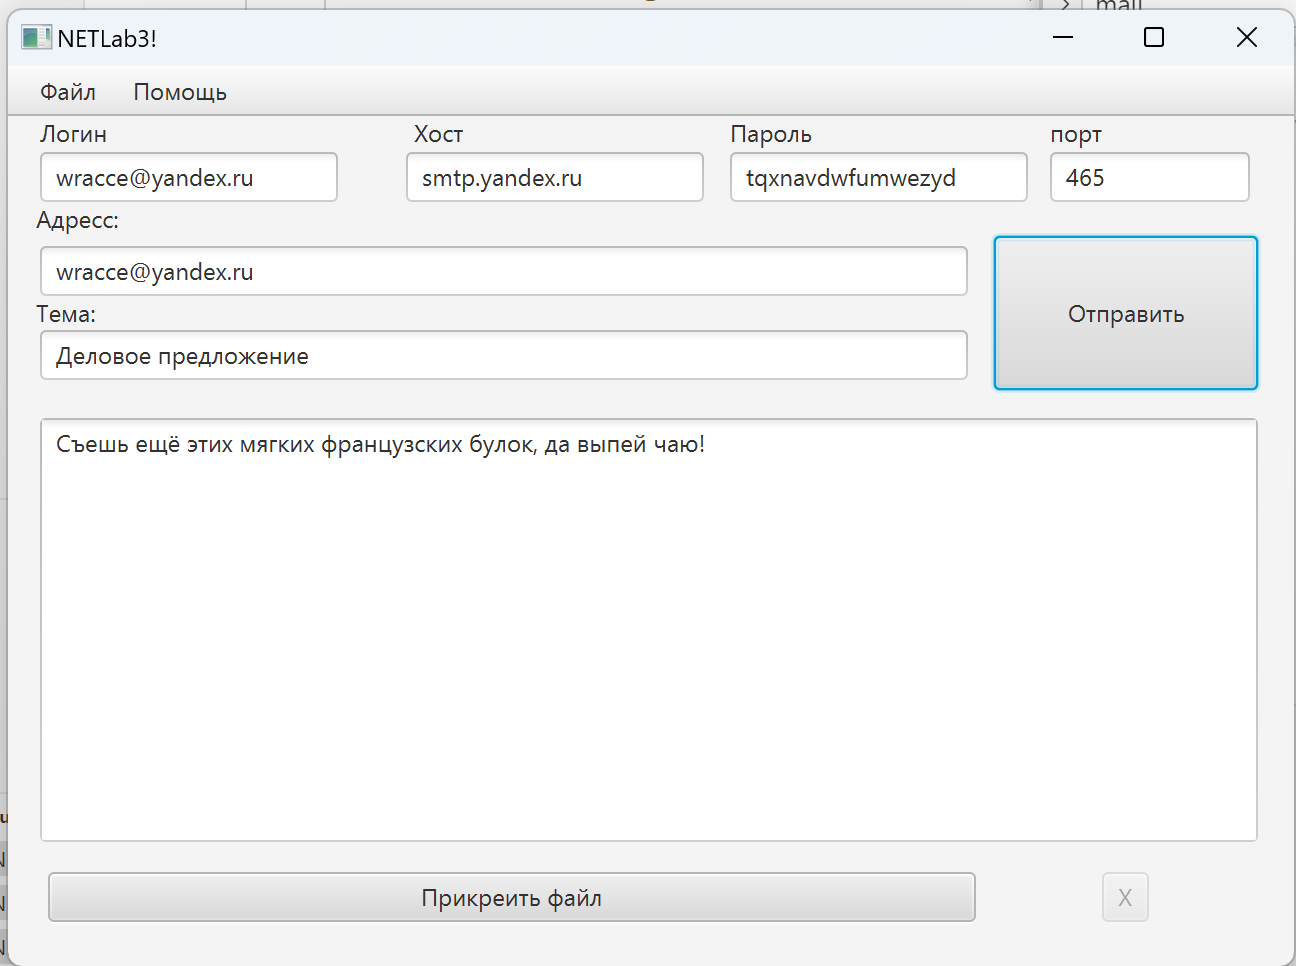 mail
NETLab3!
Файл Помощь
Логин Хост Пароль порт
wracce@yandex.ru smtp.yandex.ru tqxnavdwfumwezyd 465
Адресс:
wracce@yandex.ru
Тема:
Отправить
Деловое предложение
Съешь ещё этих мягких французских булок, да выпей чаю!
Прикреить файл X